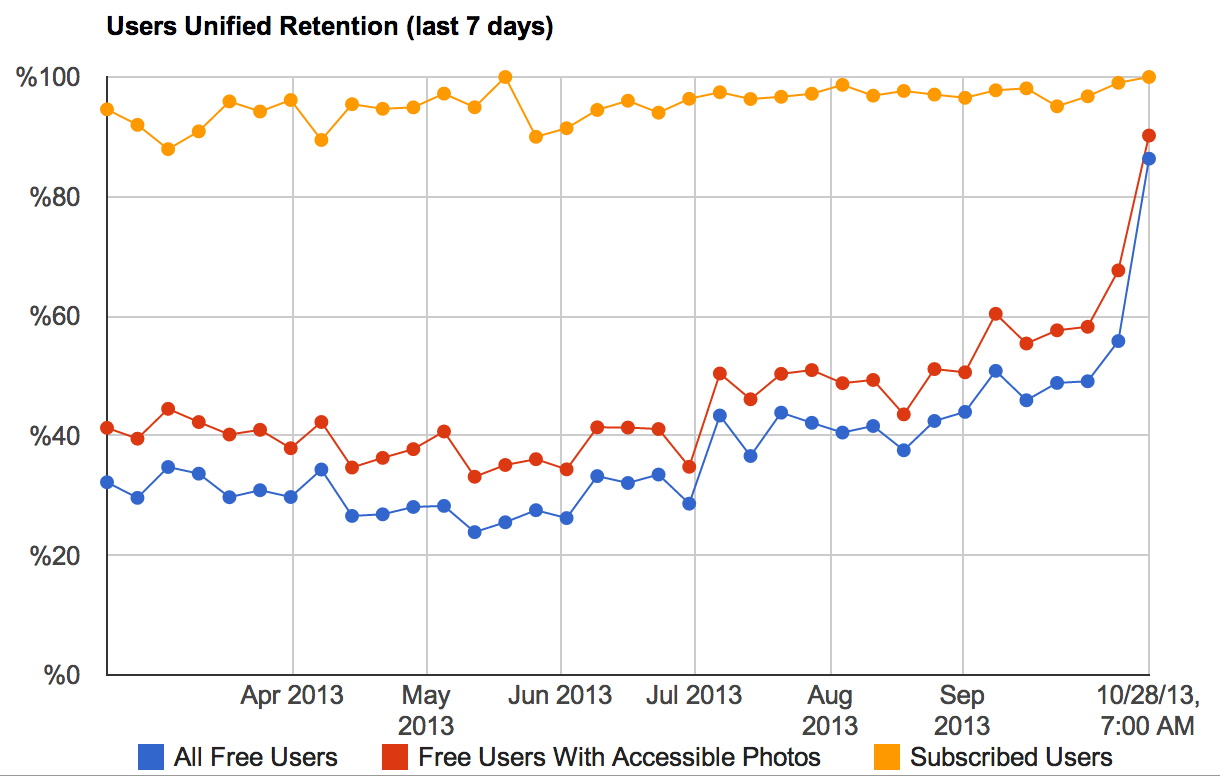 Users Unified Retention (last 7 days)
%100
%80
%60
%40
%20
%0
Apr 2013
May
2013
Jun 2013
Jul 2013
Aug
2013
Sep
2013
10/28/13,
7:00 AM
All Free Users
Free Users With Accessible Photos
Subscribed Users